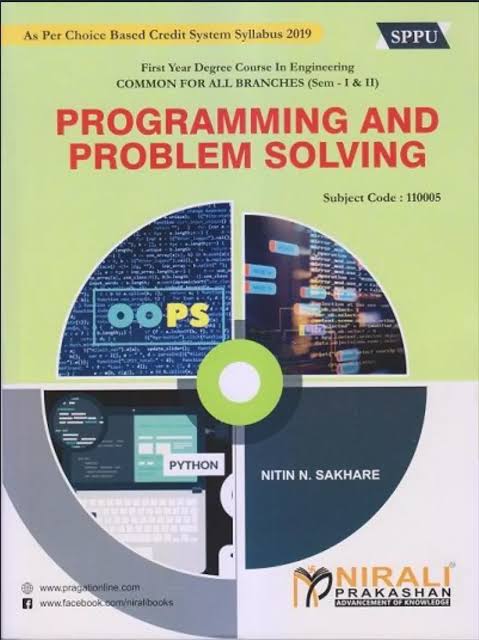 As Per Choice Based Credit System Syllabus 2019
SPPU
First Year Degree Course In Engineering
COMMON FOR ALL BRANCHES (Sem - I & II)
PROGRAMMING AND
PROBLEM SOLVING
Subject Code : 110005
OOPS
PYTHON
NITIN N. SAKHARE
www.pragationline.com
www.facebook.com/niralibooks
NIRALI
PRAKASHAN
ADVANCEMENT OF KNOWLEDGE